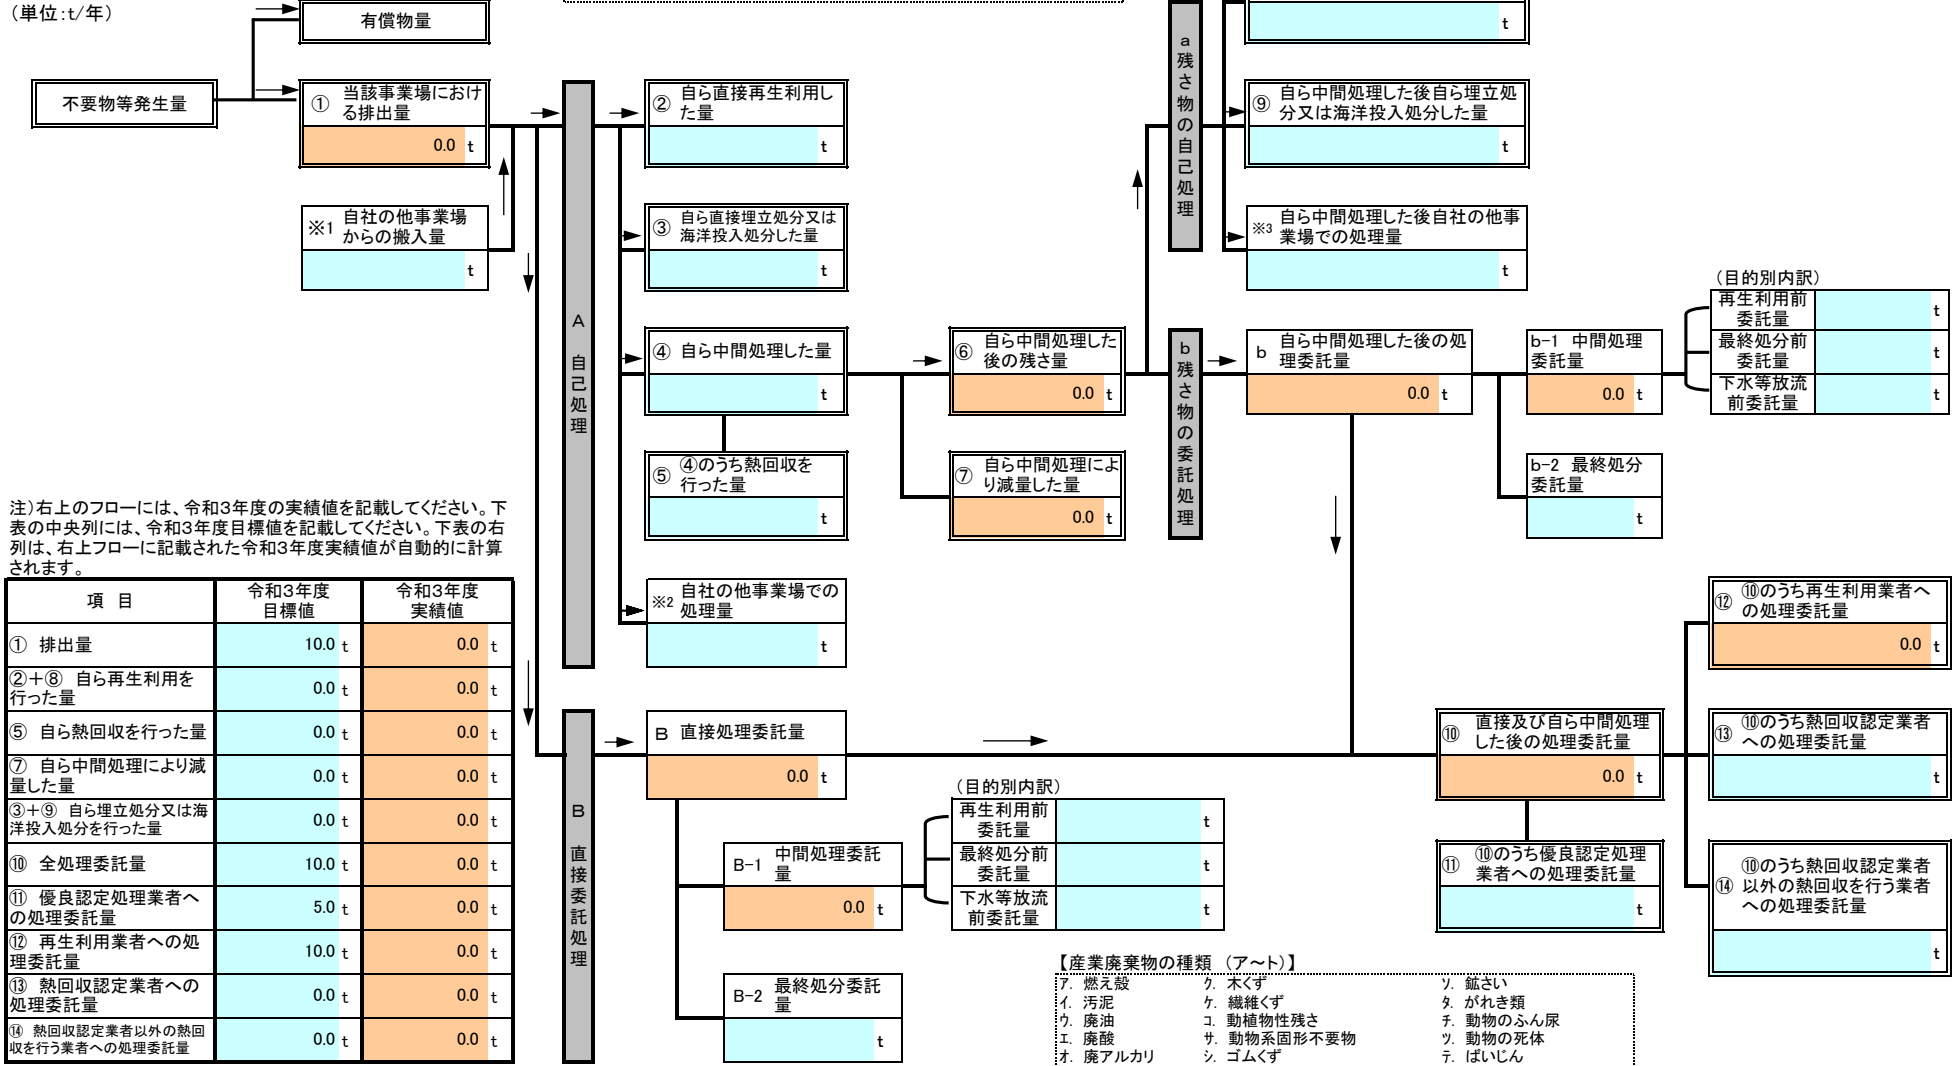 (単位:t/年)
有償物量
t
不要物等発生量
① 当該事業場におけ
る排出量
0.0 t
※1 自社の他事業場
からの搬入量
t
A 自己処理
② 自ら直接再生利用し
た量
t
③ 自ら直接埋立処分又は
海洋投入処分した量
t
④ 自ら中間処理した量
t
⑤ ④のうち熱回収を
行った量
t
※2 自社の他事業場での
処理量
t
⑥ 自ら中間処理した
後の残さ量
0.0 t
⑦ 自ら中間処理によ
り減量した量
0.0 t
a 残さ物の自己処理
⑨ 自ら中間処理した後自ら埋立処
分又は海洋投入処分した量
t
※3 自ら中間処理した後自社の他事
業場での処理量
t
b 残さ物の委託処理
b 自ら中間処理した後の処
理委託量
0.0 t
b-1 中間処理
委託量
0.0 t
b-2 最終処分
委託量
t
(目的別内訳)
再生利用前
委託量
t
最終処分前
委託量
t
下水等放流
前委託量
t
注)右上のフローには、令和3年度の実績値を記載してください。下
表の中央列には、令和3年度目標値を記載してください。下表の右
列は、右上フローに記載された令和3年度実績値が自動的に計算
されます。
項 目
令和3年度
目標値
令和3年度
実績値
① 排出量 10.0 t 0.0 t
②+⑧ 自ら再生利用を
行った量 0.0 t 0.0 t
⑤ 自ら熱回収を行った量 0.0 t 0.0 t
⑦ 自ら中間処理により減
量した量 0.0 t 0.0 t
③+⑨ 自ら埋立処分又は海
洋投入処分を行った量 0.0 t 0.0 t
⑩ 全処理委託量 10.0 t 0.0 t
⑪ 優良認定処理業者へ
の処理委託量 5.0 t 0.0 t
⑫ 再生利用業者への処
理委託量 10.0 t 0.0 t
⑬ 熱回収認定業者への
処理委託量 0.0 t 0.0 t
⑭ 熱回収認定業者以外の熱回
収を行う業者への処理委託量 0.0 t 0.0 t
B 直接委託処理
B 直接処理委託量
0.0 t
B-1 中間処理委託
量
0.0 t
B-2 最終処分委託
量
t
(目的別内訳)
再生利用前
委託量
t
最終処分前
委託量
t
下水等放流
前委託量
t
⑩ 直接及び自ら中間処理
した後の処理委託量
0.0 t
⑪ ⑩のうち優良認定処理
業者への処理委託量
t
⑫ ⑩のうち再生利用業者へ
の処理委託量
0.0 t
⑬ ⑩のうち熱回収認定業者
への処理委託量
t
⑭ ⑩のうち熱回収認定業者
以外の熱回収を行う業者
への処理委託量
t
【産業廃棄物の種類 (ア~ト)】
ア. 燃え殻 ク. 木くず ソ. 鉱さい
イ. 汚泥 ケ. 繊維くず タ. がれき類
ウ. 廃油 コ. 動植物性残さ チ. 動物のふん尿
エ. 廃酸 サ. 動物系固形不要物 ツ. 動物の死体
オ. 廃アルカリ シ. ゴムくず テ. ばいじん